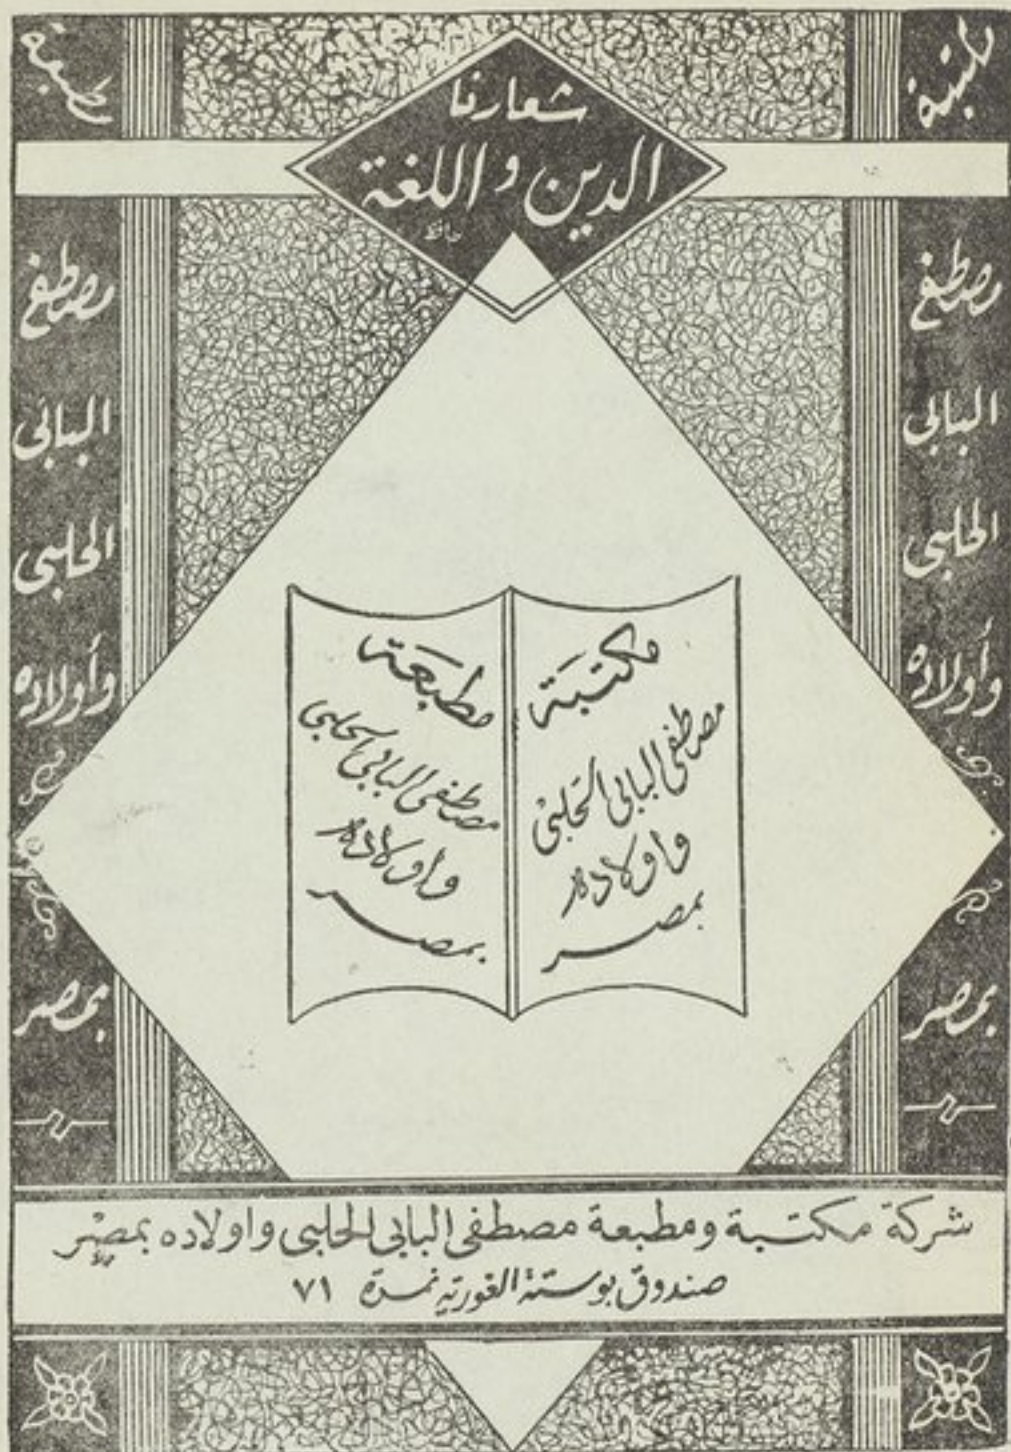 شعارنا
الدين واللغة
مكتبة
مصطفى
البابى
الحلبى
وأولاده
بمصر
مطبعة
مصطفى
البابى
الحلبى
وأولاده
بمصر
مكتبة
مصطفى البابى الحلبى
وأولاده
بمصر
مطبعة
مصطفى البابى الحلبى
وأولاده
بمصر
شركة مكتبة ومطبعة مصطفى البابى الحلبى واولاده بمصر
صندوق بوستة الغورية نمرة ٧١